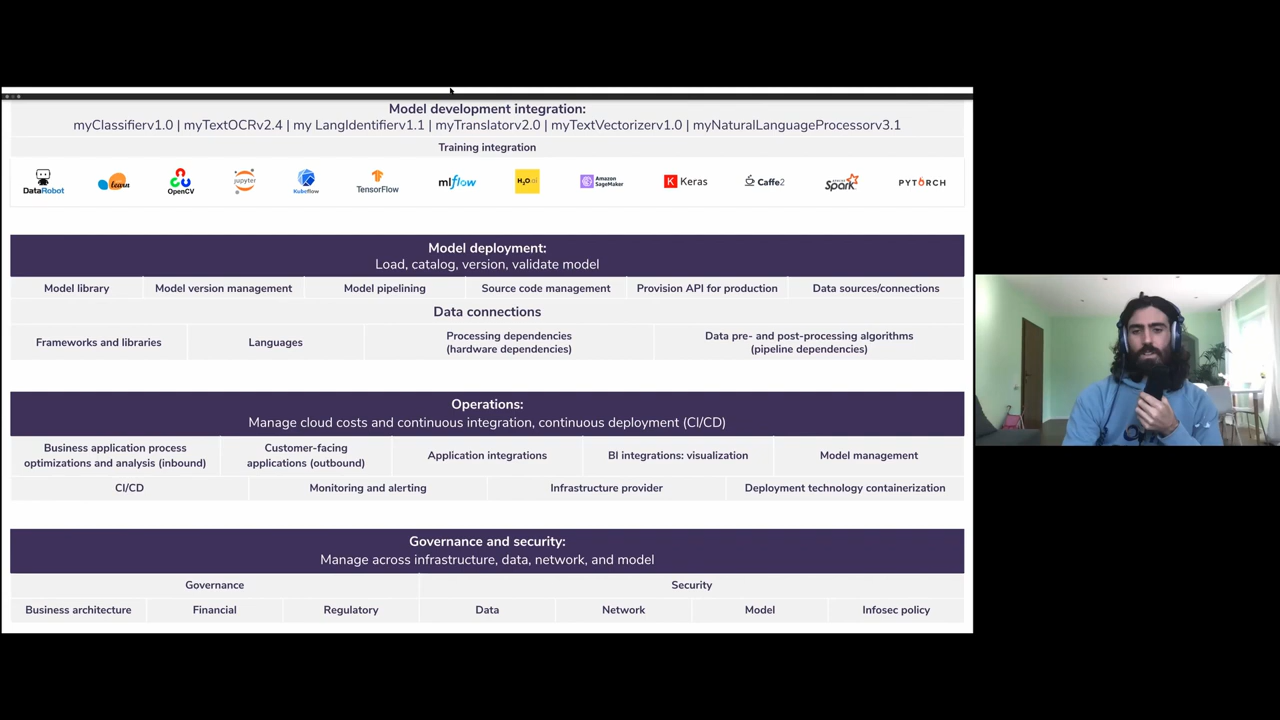 Model development integration:
myClassifierv1.0 | myTextOCRv2.4 | my LangIdentifierv1.1 | myTranslatorv2.0 | myTextVectorizerv1.0 | myNaturalLanguageProcessorv3.1
Training integration
DataRobot learn OpenCV jupyter Kubeflow TensorFlow mlflow H2O.ai Amazon SageMaker Keras Caffe2 APACHE Spark PYTORCH
Model deployment:
Load, catalog, version, validate model
Model library Model version management Model pipelining Source code management Provision API for production Data sources/connections
Data connections
Frameworks and libraries Languages Processing dependencies (hardware dependencies) Data pre- and post-processing algorithms (pipeline dependencies)
Operations:
Manage cloud costs and continuous integration, continuous deployment (CI/CD)
Business application process optimizations and analysis (inbound) Customer-facing applications (outbound) Application integrations BI integrations: visualization Model management
CI/CD Monitoring and alerting Infrastructure provider Deployment technology containerization
Governance and security:
Manage across infrastructure, data, network, and model
Governance Security
Business architecture Financial Regulatory Data Network Model Infosec policy